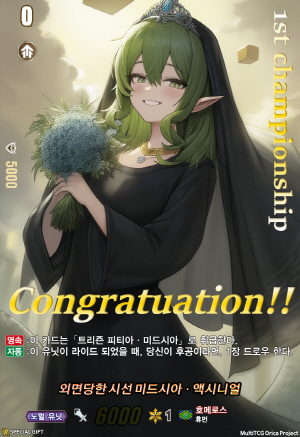 0
1st championship
5000
Congratuation!!
영속 :이 카드는 「트리즌 피티아·미드시아」로 취급한다.
자동 :이 유닛이 라이드 되었을 때, 당신이 후공이라면, 1장 드로우 한다.
외면당한 시선 미드시아·액시니얼
노멀유닛 6000 1 호메로스
휴먼
SPECIAL GIFT MultiTCG Orica Project